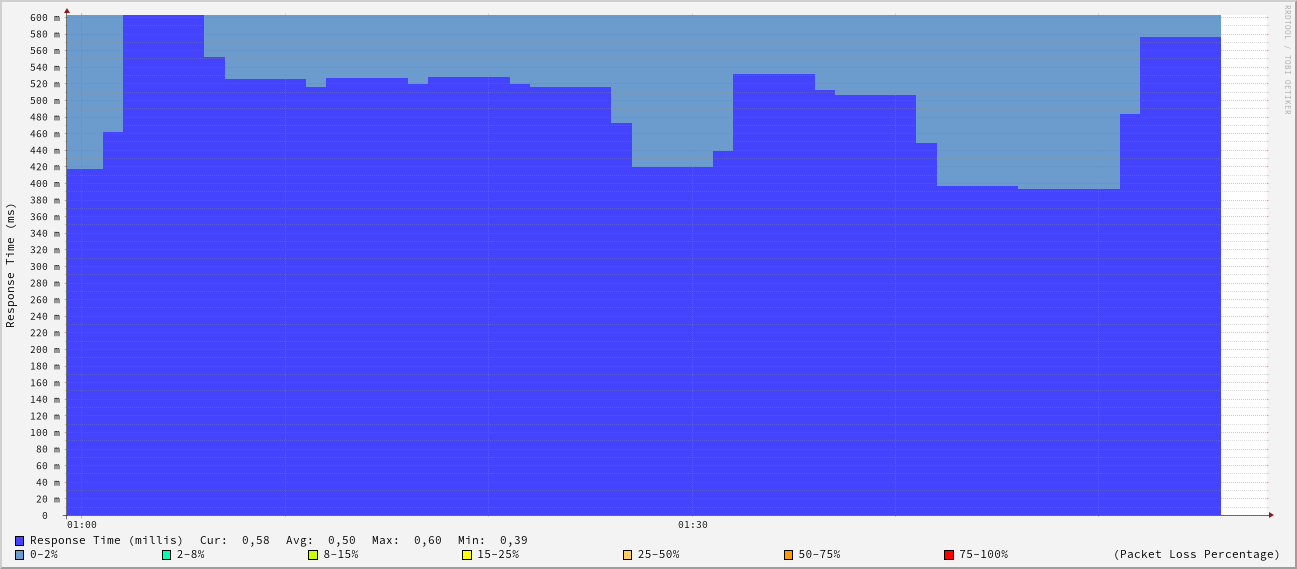 600 m
580 m
560 m
540 m
520 m
500 m
480 m
460 m
440 m
420 m
400 m
380 m
360 m
340 m
320 m
300 m
280 m
260 m
240 m
220 m
200 m
180 m
160 m
140 m
120 m
100 m
80 m
60 m
40 m
20 m
0
Response Time (ms)
RRDTOOL / TOBI OETIKER
01:00 01:30
Response Time (millis) Cur: 0,58 Avg: 0,50 Max: 0,60 Min: 0,39
0-2% 2-8% 8-15% 15-25% 25-50% 50-75% 75-100% (Packet Loss Percentage)